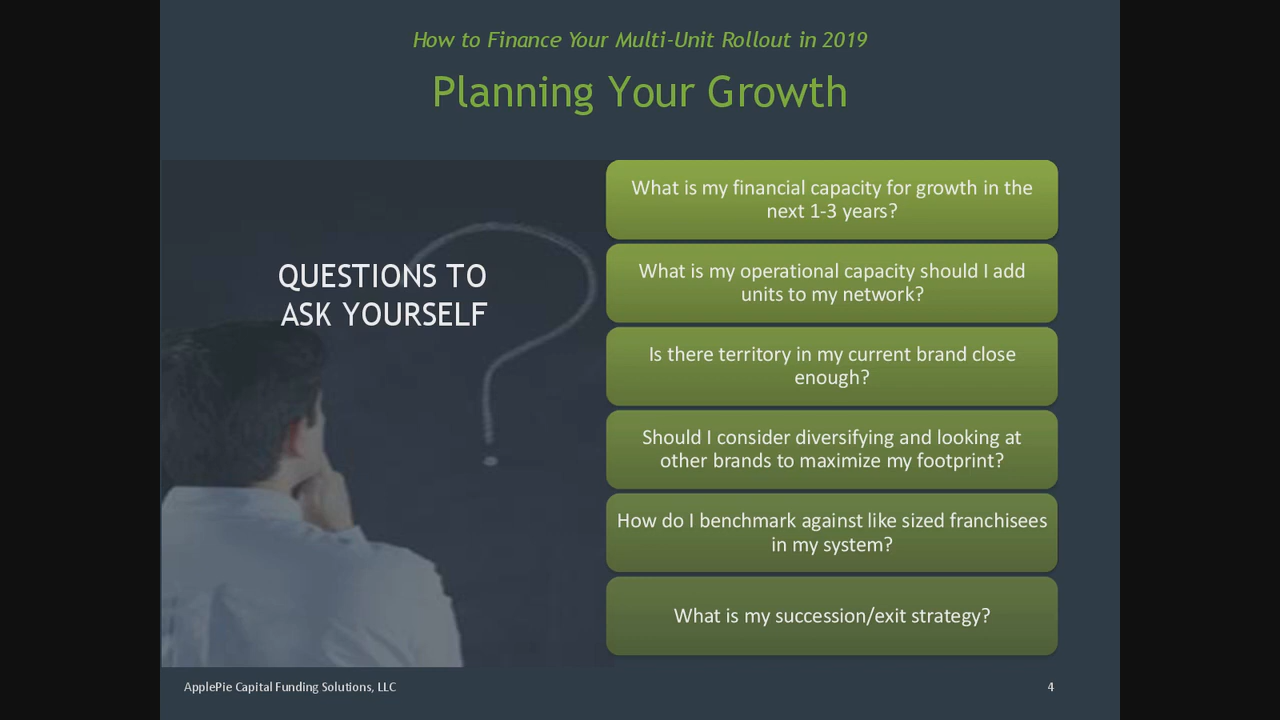 How to Finance Your Multi-Unit Rollout in 2019
Planning Your Growth
QUESTIONS TO
ASK YOURSELF
What is my financial capacity for growth in the
next 1-3 years?
What is my operational capacity should I add
units to my network?
Is there territory in my current brand close
enough?
Should I consider diversifying and looking at
other brands to maximize my footprint?
How do I benchmark against like sized franchisees
in my system?
What is my succession/exit strategy?
ApplePie Capital Funding Solutions, LLC
4